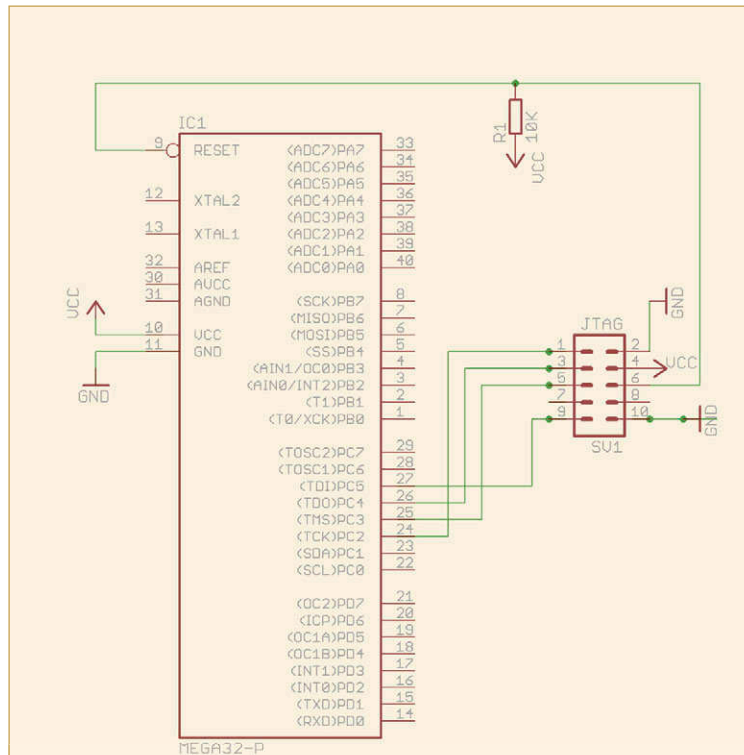 IC1
9 RESET
12 XTAL2
13 XTAL1
32 AREF
30 AVCC
31 AGND
10 VCC
11 GND
VCC
GND
(ADC7)PA7 33
(ADC6)PA6 34
(ADC5)PA5 35
(ADC4)PA4 36
(ADC3)PA3 37
(ADC2)PA2 38
(ADC1)PA1 39
(ADC0)PA0 40
(SCK)PB7 8
(MISO)PB6 7
(MOSI)PB5 6
(SS)PB4 5
(AIN1/OC0)PB3 4
(AIN0/INT2)PB2 3
(T1)PB1 2
(T0/XCK)PB0 1
(TOSC2)PC7 29
(TOSC1)PC6 28
(TDI)PC5 27
(TDO)PC4 26
(TMS)PC3 25
(TCK)PC2 24
(SDA)PC1 23
(SCL)PC0 22
(OC2)PD7 21
(ICP)PD6 20
(OC1A)PD5 19
(OC1B)PD4 18
(INT1)PD3 17
(INT0)PD2 16
(TXD)PD1 15
(RXD)PD0 14
MEGA32-P
R1
10K
VCC
JTAG
1 2
3 4
5 6
7 8
9 10
SV1
GND
VCC
GND